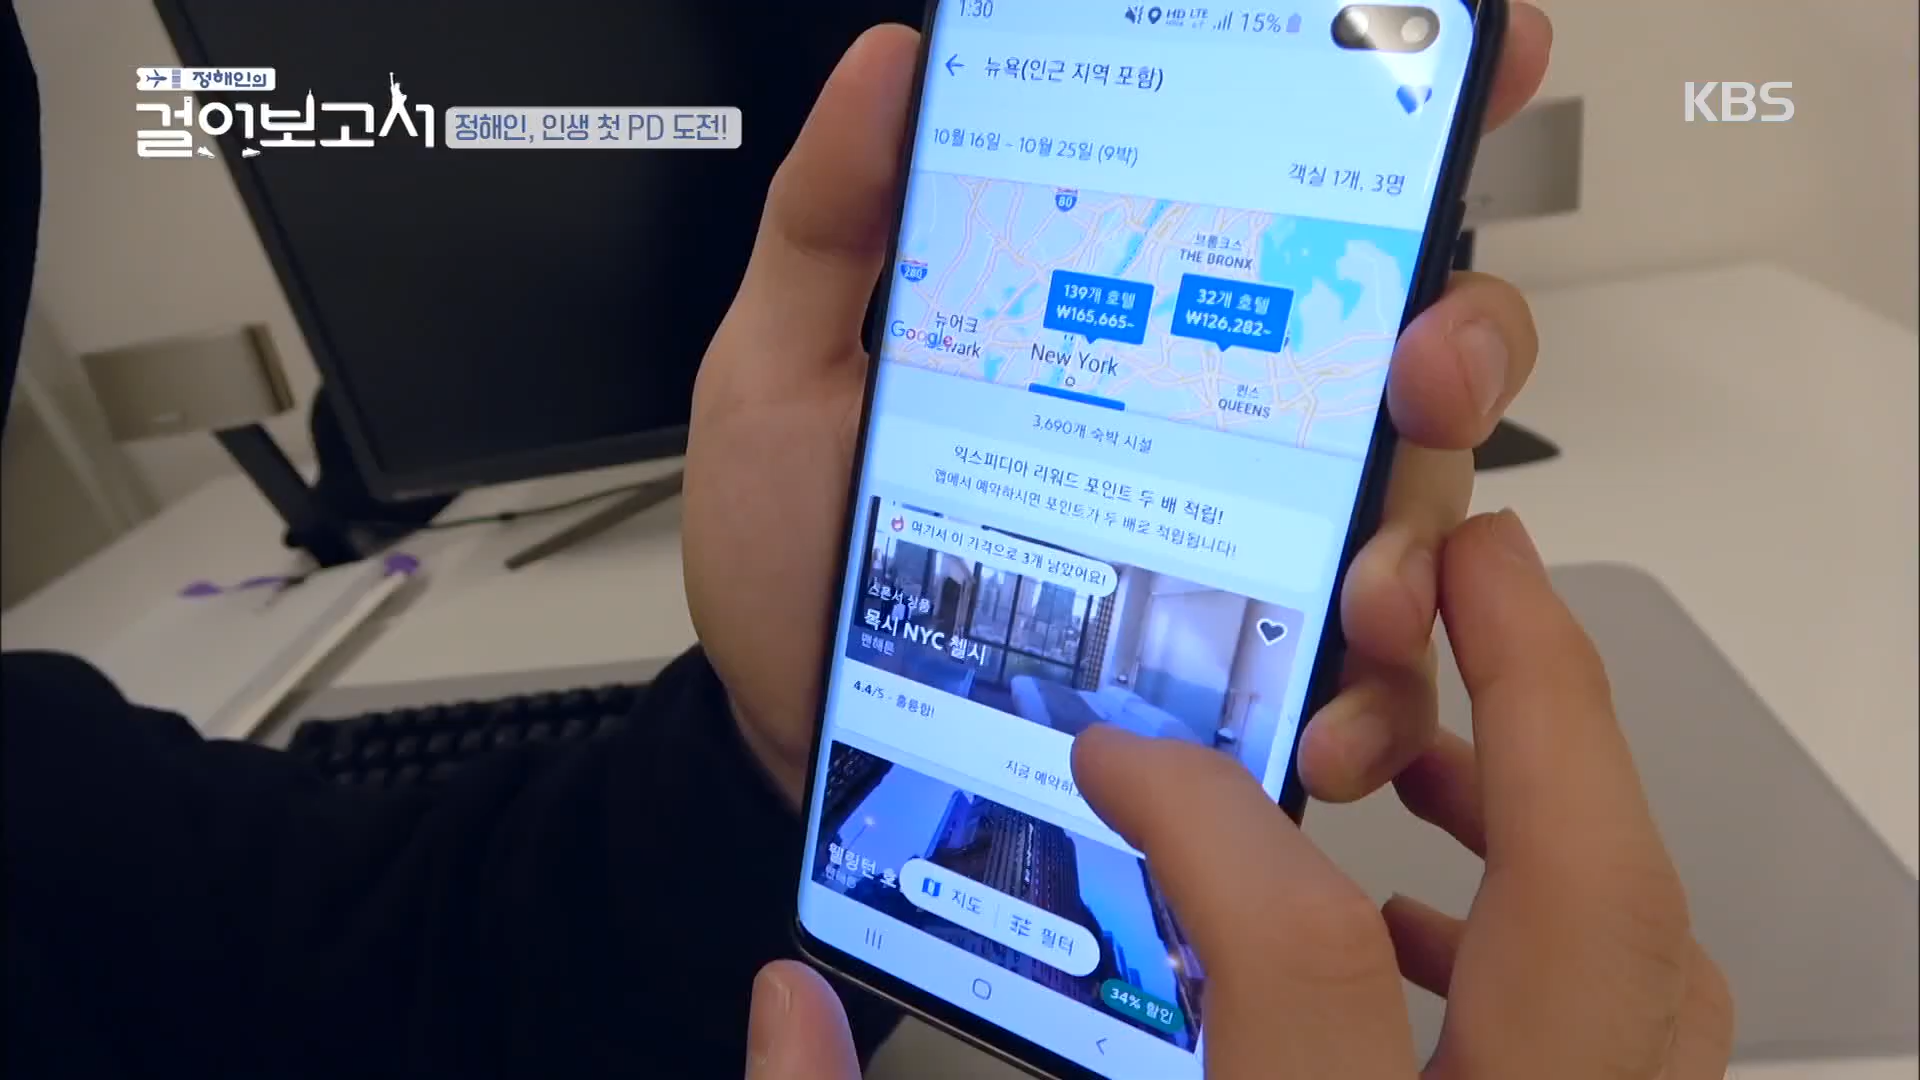 정해인의
걸어보고서
정해인, 인생 첫 PD 도전!
KBS
1:30
HD LTE 15%
뉴욕(인근 지역 포함)
10월 16일 - 10월 25일 (9박)
객실 1개, 3명
80
브롱크스
THE BRONX
280
139개 호텔
₩165,665~
32개 호텔
₩126,282~
뉴어크
Google
New York
퀸스
QUEENS
3,690개 숙박 시설
익스피디아 리워드 포인트 두 배 적립!
앱에서 예약하시면 포인트가 두 배로 적립됩니다!
여기서 이 가격으로 3개 남았어요!
스폰서 상품
목시 NYC 첼시
맨해튼
4.4/5 - 훌륭함!
지금 예약하
웰링턴 호
맨해튼
지도
필터
34% 할인